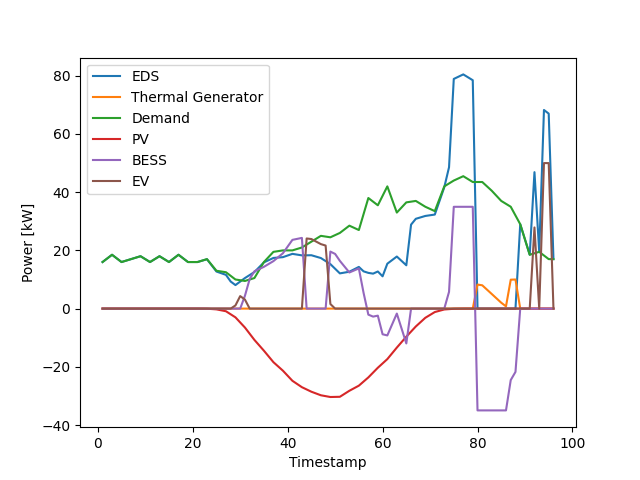 EDS
Thermal Generator
Demand
PV
BESS
EV
Power [kW]
80
60
40
20
0
−20
−40
0 20 40 60 80 100
Timestamp